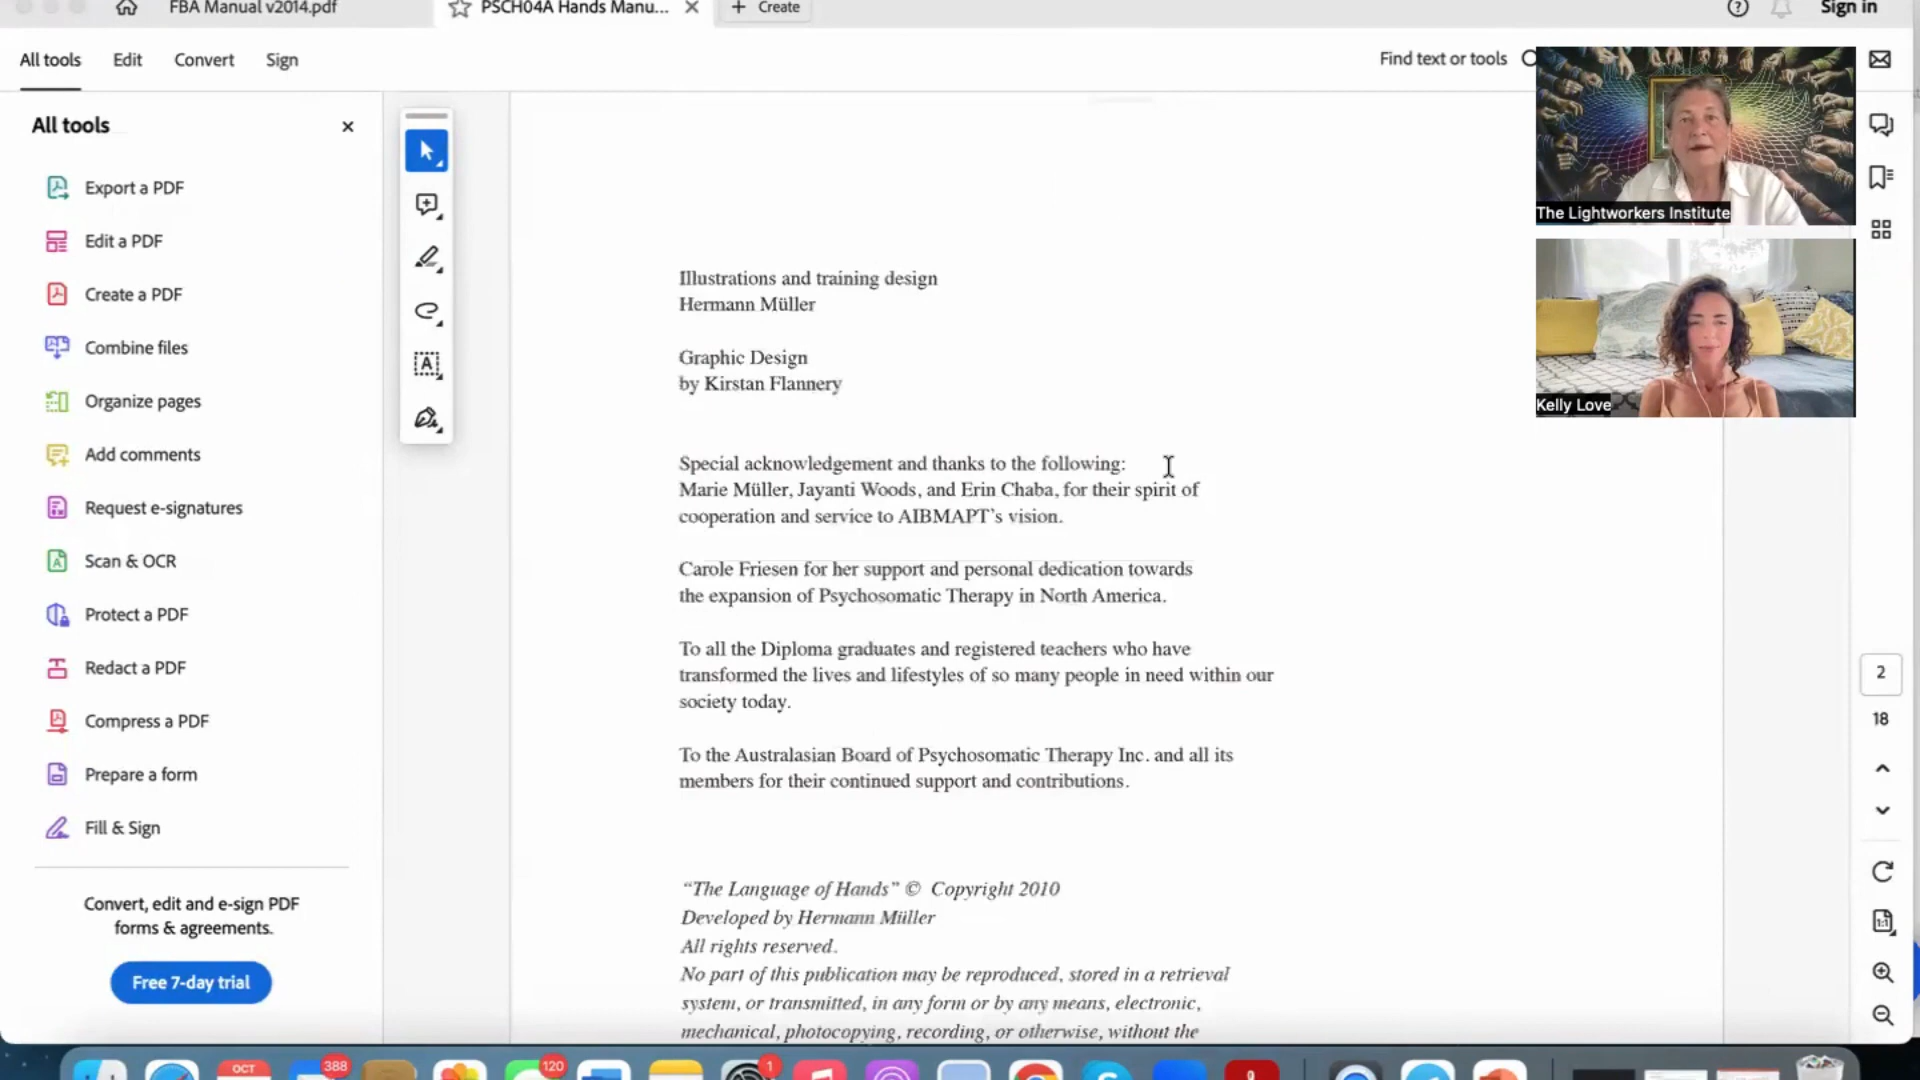 FBA Manual v2014.pdf
PSCH04A Hands Manu...
Create
Sign in
All tools
Edit
Convert
Sign
Find text or tools
All tools
Export a PDF
Edit a PDF
Create a PDF
Combine files
Organize pages
Add comments
Request e-signatures
Scan & OCR
Protect a PDF
Redact a PDF
Compress a PDF
Prepare a form
Fill & Sign
Convert, edit and e-sign PDF
forms & agreements.
Free 7-day trial
Illustrations and training design
Hermann Müller
Graphic Design
by Kirstan Flannery
Special acknowledgement and thanks to the following:
Marie Müller, Jayanti Woods, and Erin Chaba, for their spirit of
cooperation and service to AIBMAPT’s vision.
Carole Friesen for her support and personal dedication towards
the expansion of Psychosomatic Therapy in North America.
To all the Diploma graduates and registered teachers who have
transformed the lives and lifestyles of so many people in need within our
society today.
To the Australasian Board of Psychosomatic Therapy Inc. and all its
members for their continued support and contributions.
“The Language of Hands” © Copyright 2010
Developed by Hermann Müller
All rights reserved.
No part of this publication may be reproduced, stored in a retrieval
system, or transmitted, in any form or by any means, electronic,
mechanical, photocopying, recording, or otherwise, without the
The Lightworkers Institute
Kelly Love
2
18
1:1
OCT
388
120
1